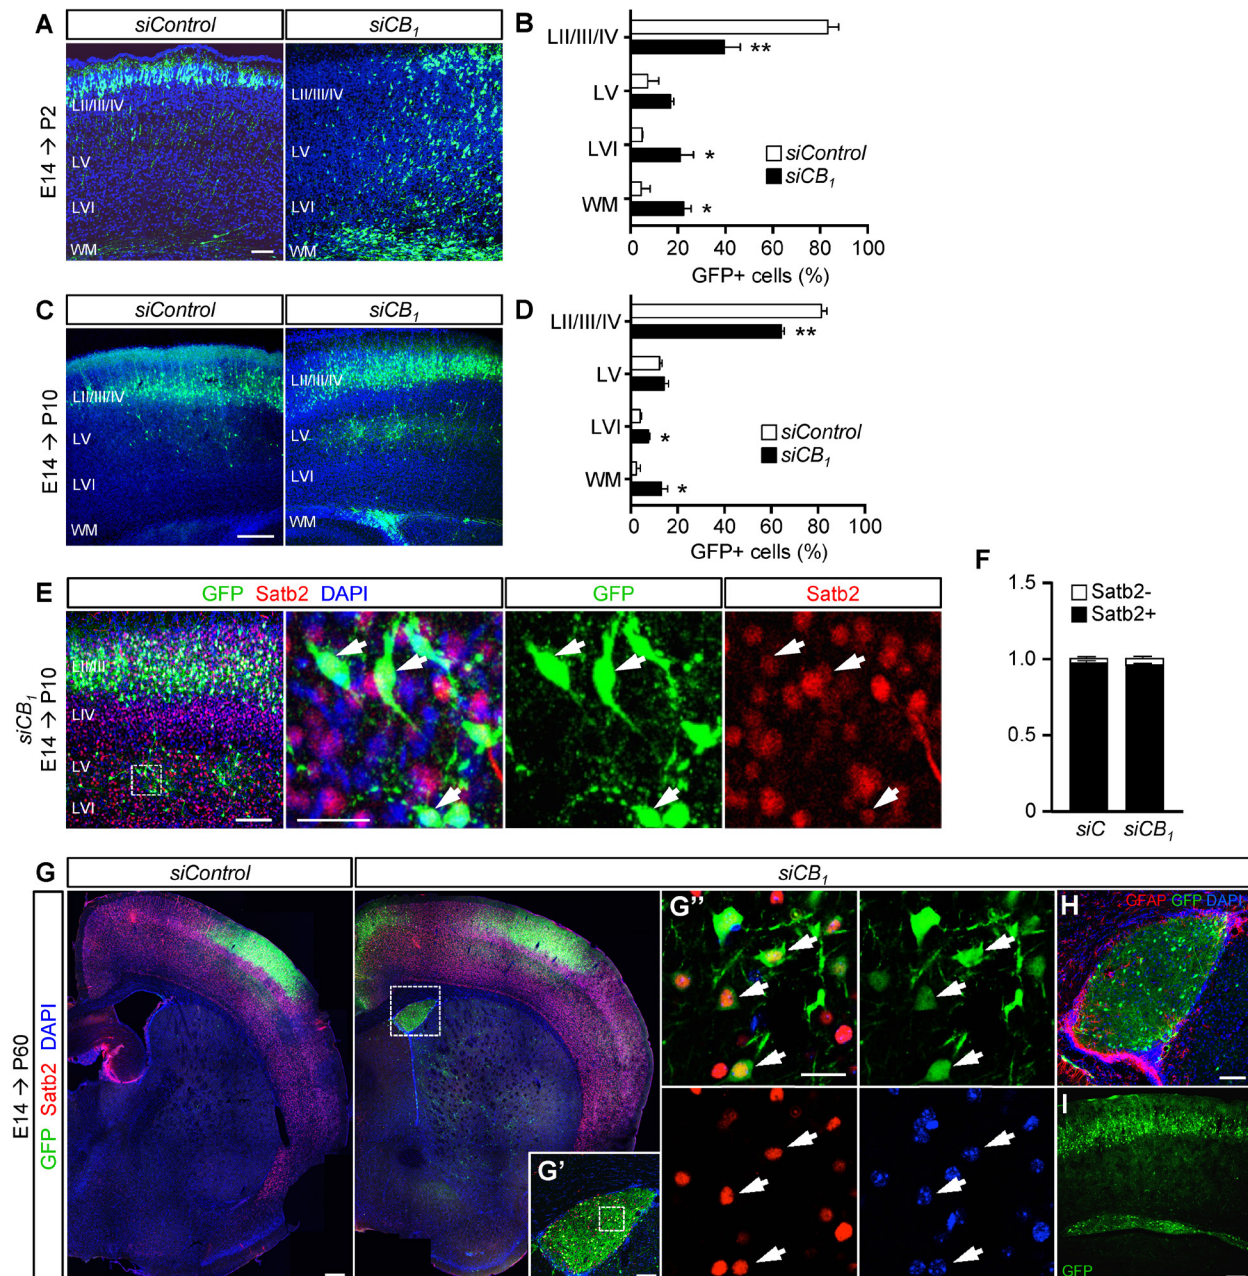 A
siControl
siCB1
E14 → P2
LII/III/IV
LV
LVI
WM
LII/III/IV
LV
LVI
WM
B
LII/III/IV
**
LV
LVI
*
WM
*
siControl
siCB1
0 20 40 60 80 100
GFP+ cells (%)
C
siControl
siCB1
E14 → P10
LII/III/IV
LV
LVI
WM
LII/III/IV
LV
LVI
WM
D
LII/III/IV
**
LV
LVI
*
WM
*
siControl
siCB1
0 20 40 60 80 100
GFP+ cells (%)
E
GFP Satb2 DAPI
GFP
Satb2
siCB1
E14 → P10
LIV
LV
LVI
F
1.5
1.0
0.5
0
Satb2-
Satb2+
siC siCB1
G
siControl
siCB1
E14 → P60
GFP Satb2 DAPI
G'
G''
H
GFAP GFP DAPI
I
GFP